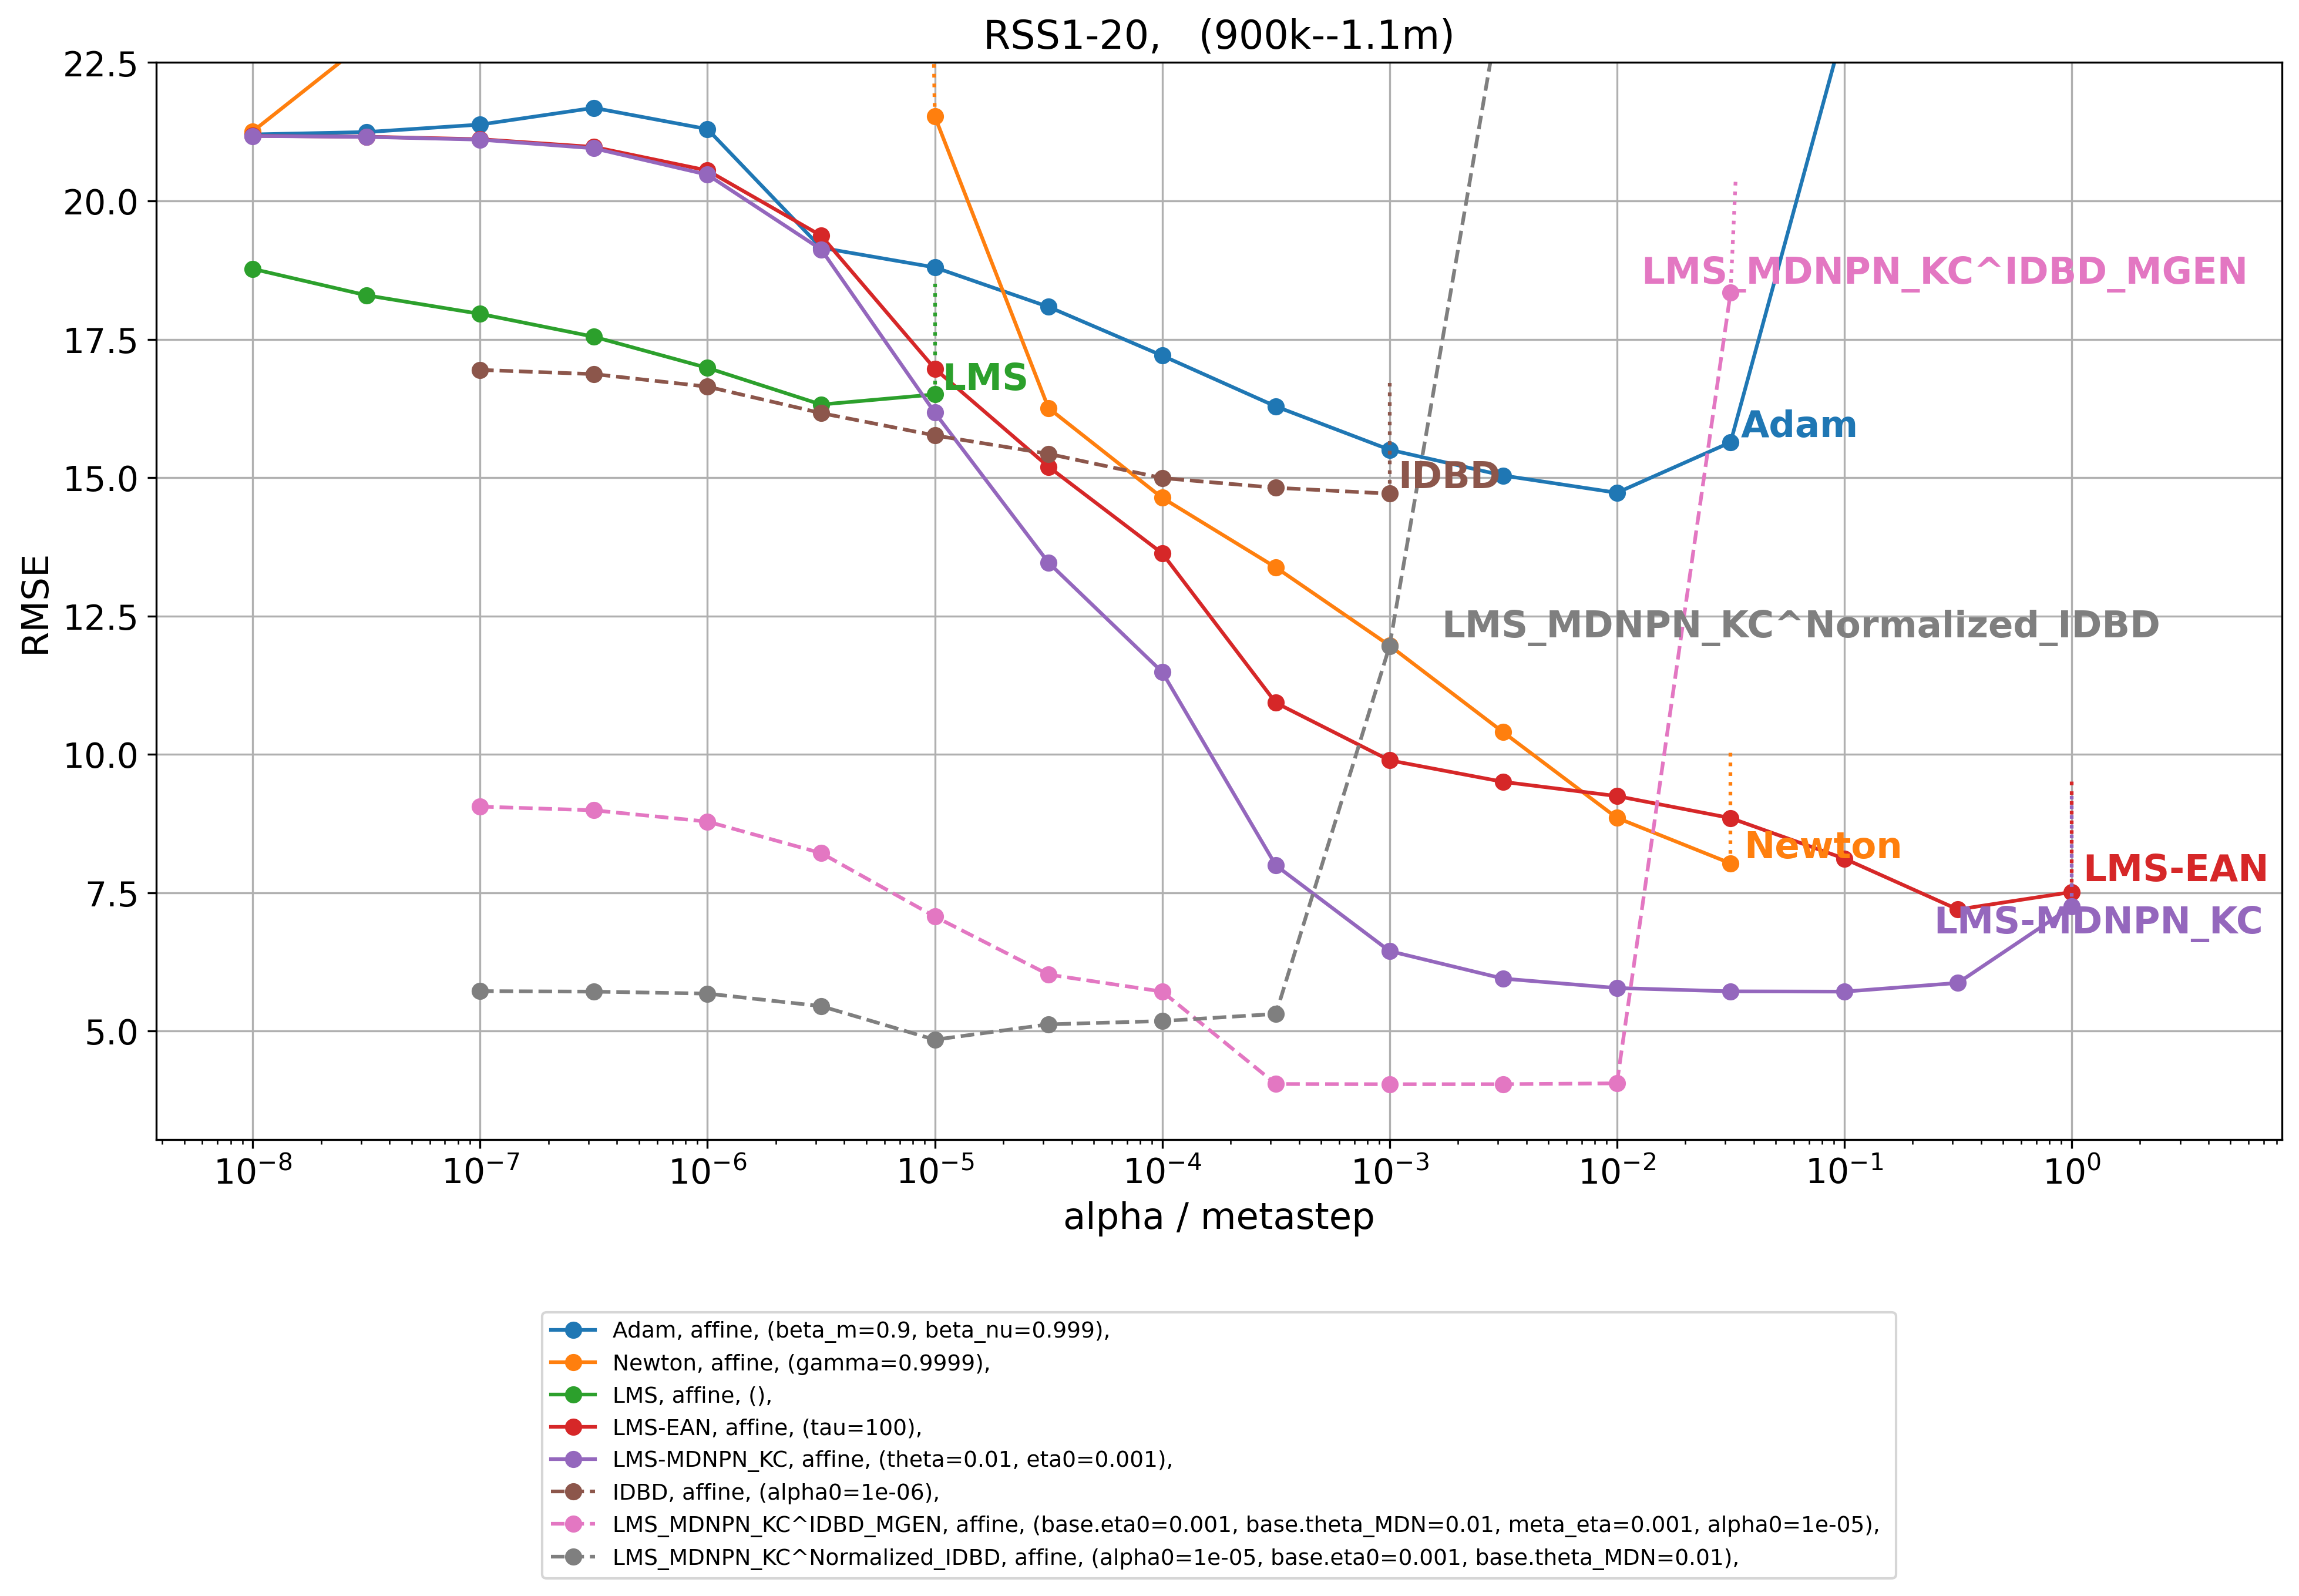 RSS1-20,   (900k--1.1m)
22.5
20.0
17.5
15.0
12.5
10.0
7.5
5.0
RMSE
LMS_MDNPN_KC^IDBD_MGEN
LMS
Adam
IDBD
LMS_MDNPN_KC^Normalized_IDBD
Newton
LMS-EAN
LMS-MDNPN_KC
10⁻⁸ 10⁻⁷ 10⁻⁶ 10⁻⁵ 10⁻⁴ 10⁻³ 10⁻² 10⁻¹ 10⁰
alpha / metastep
Adam, affine, (beta_m=0.9, beta_nu=0.999),
Newton, affine, (gamma=0.9999),
LMS, affine, (),
LMS-EAN, affine, (tau=100),
LMS-MDNPN_KC, affine, (theta=0.01, eta0=0.001),
IDBD, affine, (alpha0=1e-06),
LMS_MDNPN_KC^IDBD_MGEN, affine, (base.eta0=0.001, base.theta_MDN=0.01, meta_eta=0.001, alpha0=1e-05),
LMS_MDNPN_KC^Normalized_IDBD, affine, (alpha0=1e-05, base.eta0=0.001, base.theta_MDN=0.01),